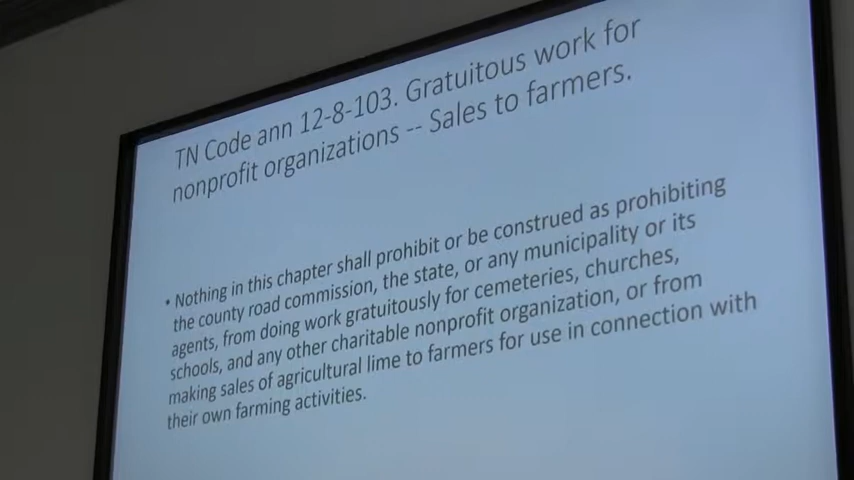 TN Code ann 12-8-103. Gratuitous work for
nonprofit organizations -- Sales to farmers.
• Nothing in this chapter shall prohibit or be construed as prohibiting
the county road commission, the state, or any municipality or its
agents, from doing work gratuitously for cemeteries, churches,
schools, and any other charitable nonprofit organization, or from
making sales of agricultural lime to farmers for use in connection with
their own farming activities.